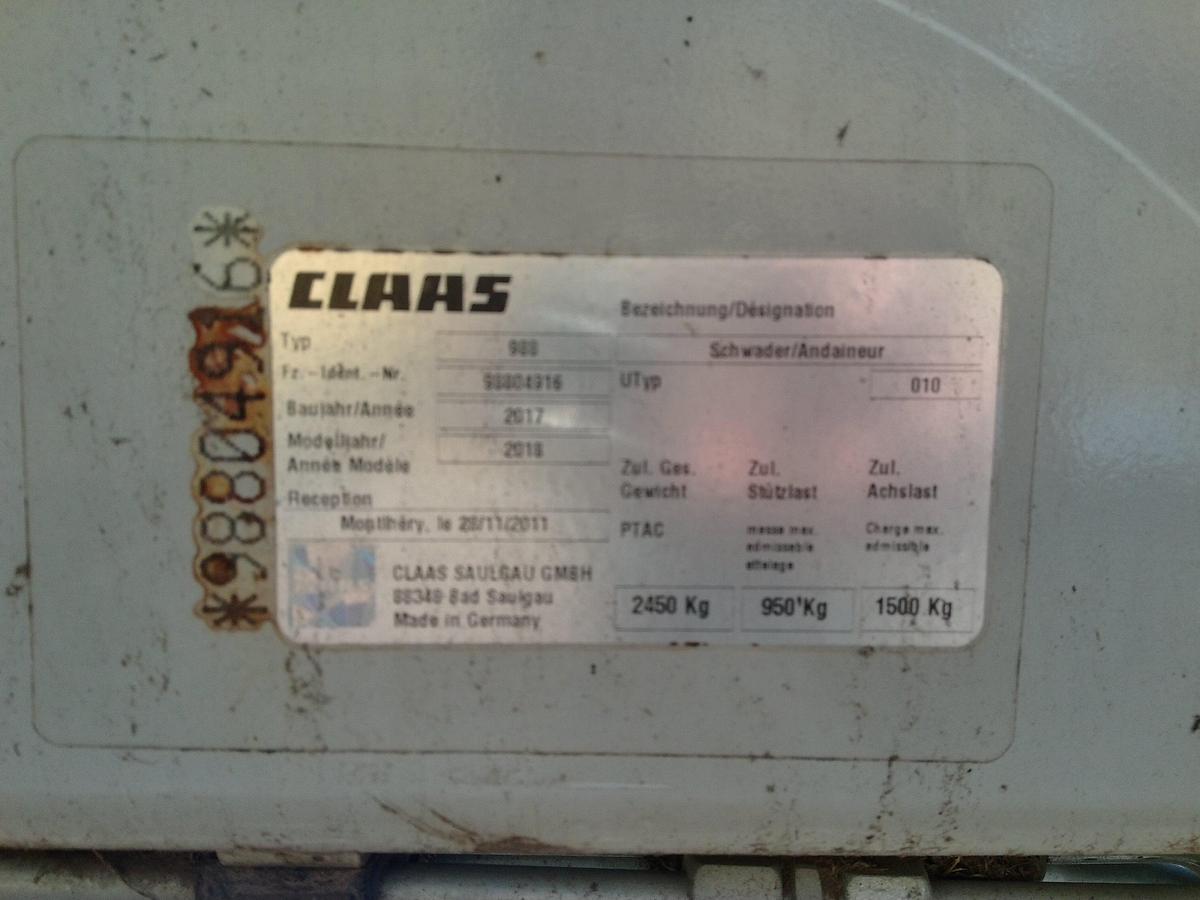 *98804916*
CLAAS
Bezeichnung/Désignation
Typ 988 Schwader/Andaineur
Fz.-Ident.-Nr. 98804916 UTyp 010
Baujahr/Année 2017
Modelljahr/ 2018
Année Modèle
Zul. Ges. Zul. Zul.
Gewicht Stützlast Achslast
Reception
Montlhéry, le 28/11/2011
PTAC masse max. Charge max.
admissible admissible
attelage
CLAAS SAULGAU GMBH
88348 Bad Saulgau
Made in Germany
2450 Kg 950 Kg 1500 Kg